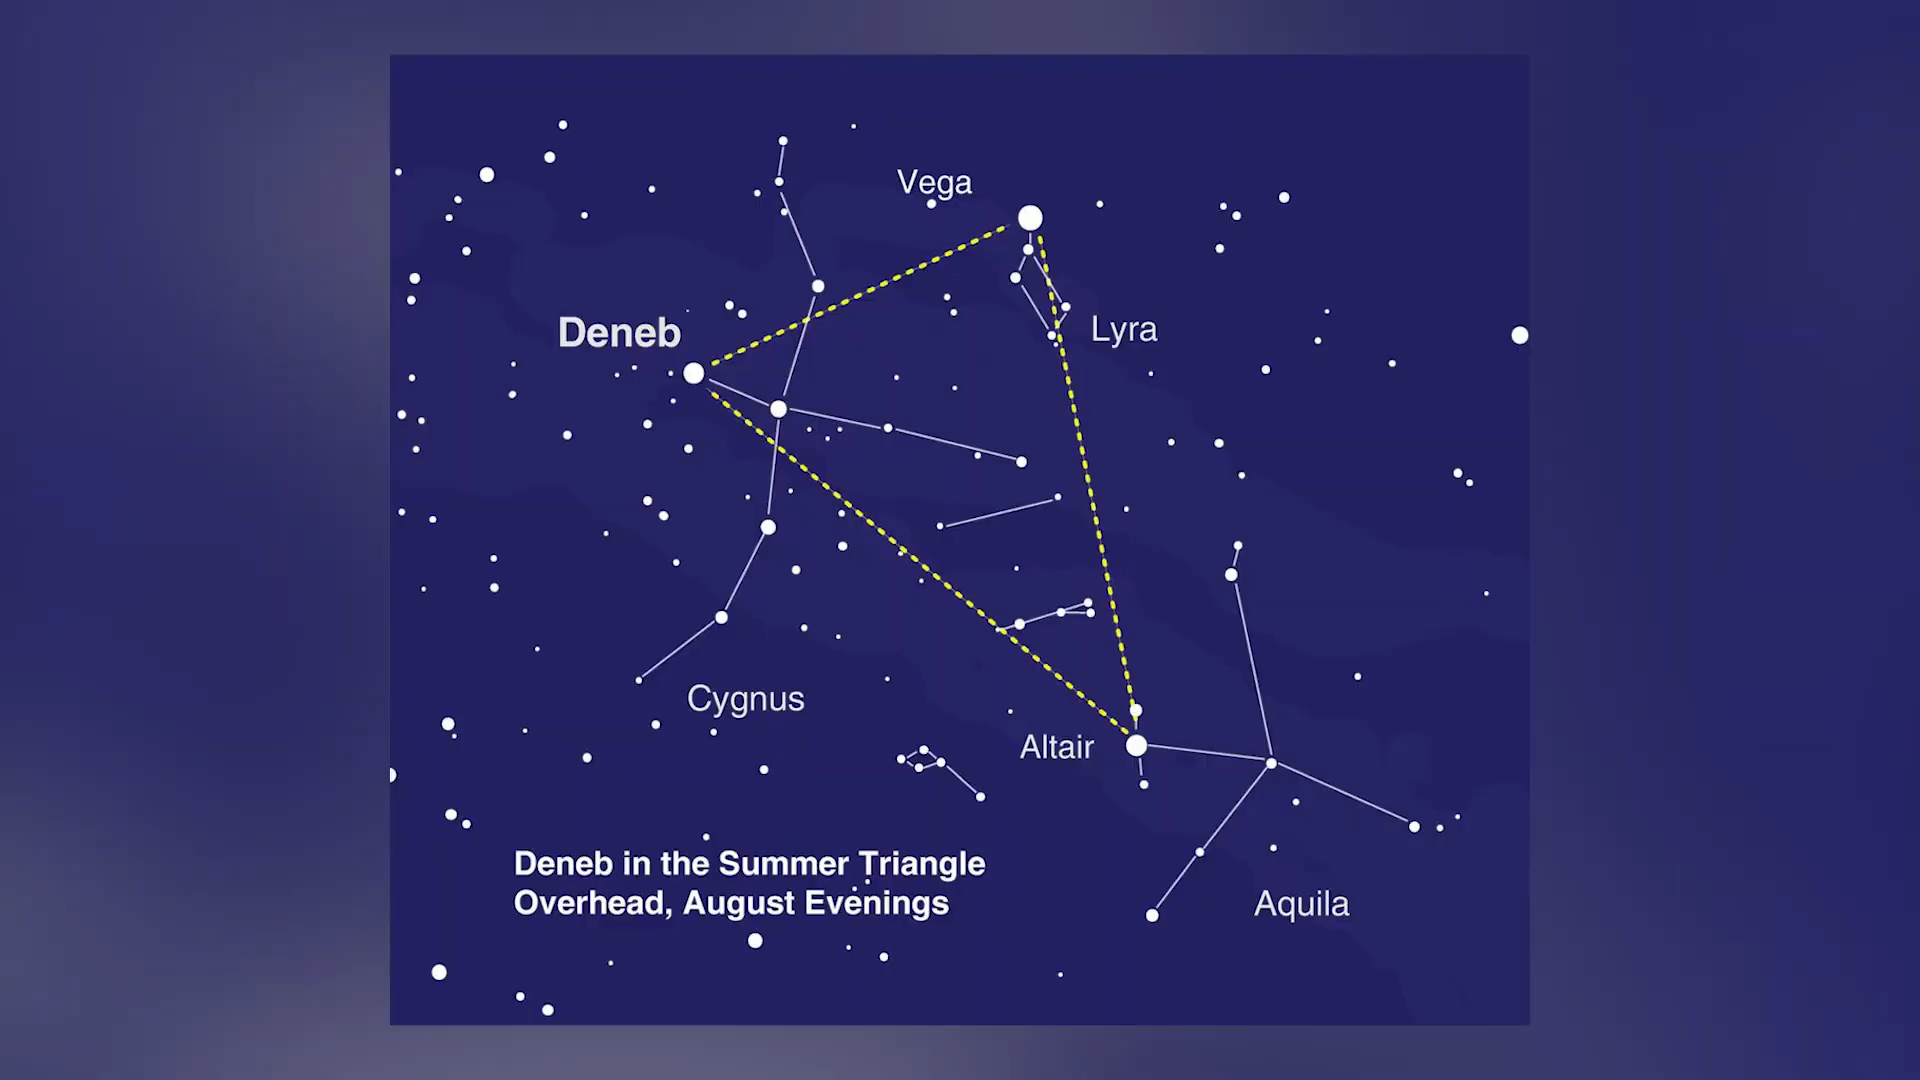 Vega
Deneb
Lyra
Cygnus
Altair
Deneb in the Summer Triangle
Overhead, August Evenings
Aquila